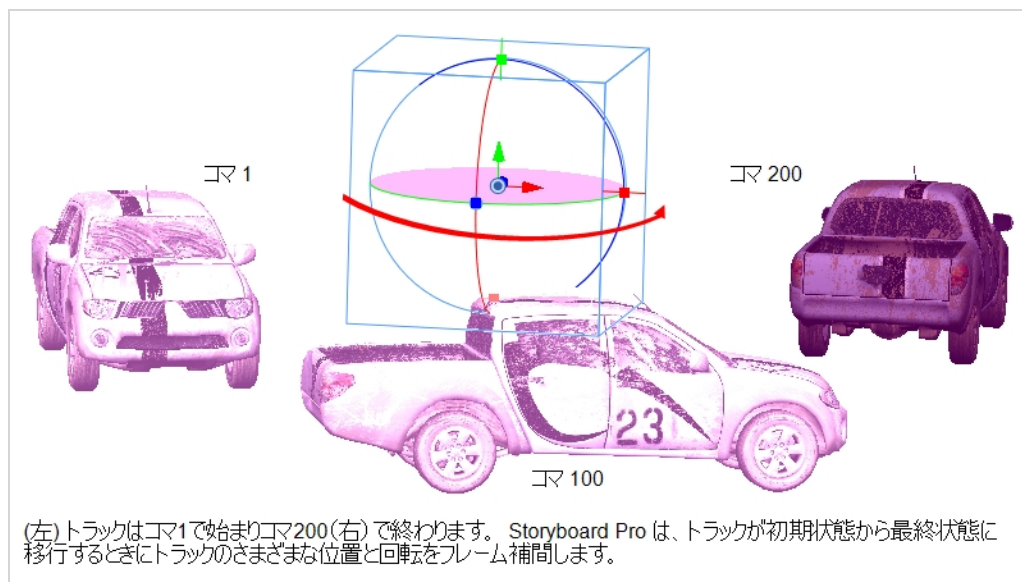 コマ 1
コマ 200
23
コマ 100
(左) トラックはコマ1で始まりコマ200(右) で終わります。 Storyboard Pro は、トラックが初期状態から最終状態に
移行するときにトラックのさまざまな位置と回転をフレーム補間します。